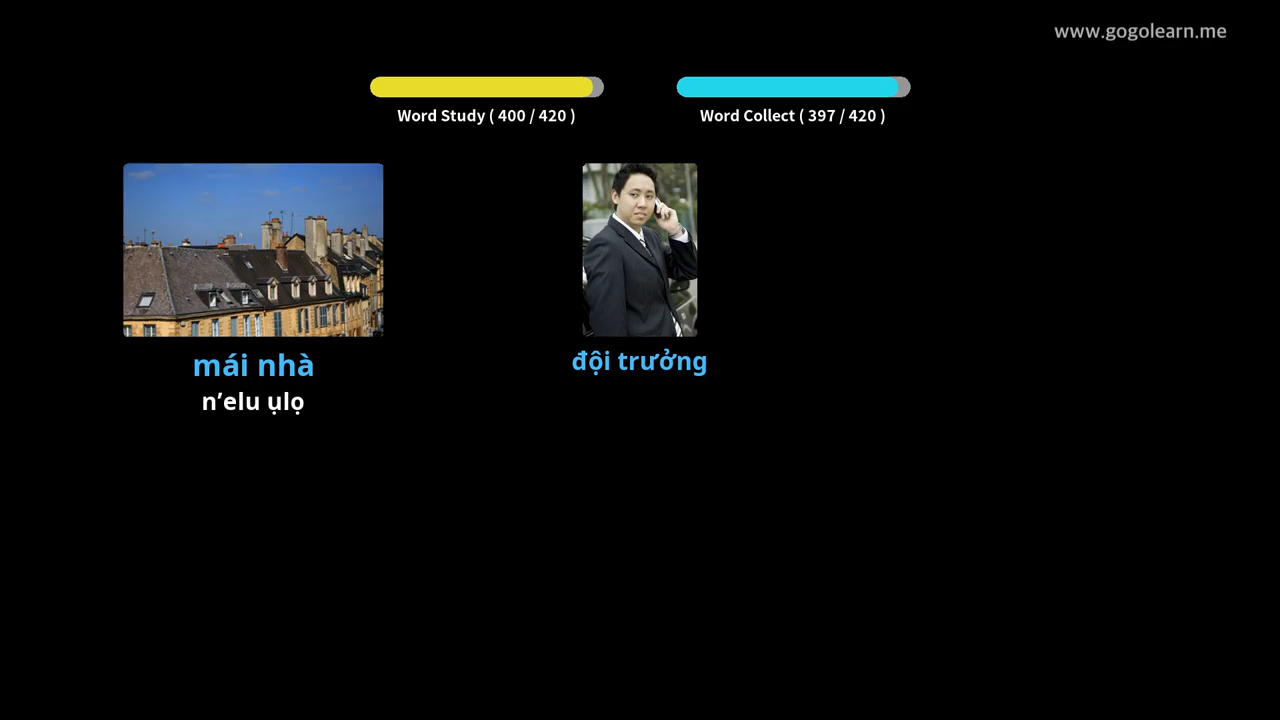 www.gogolearn.me
Word Study ( 400 / 420 )
Word Collect ( 397 / 420 )
mái nhà
n’elu ụlọ
đội trưởng